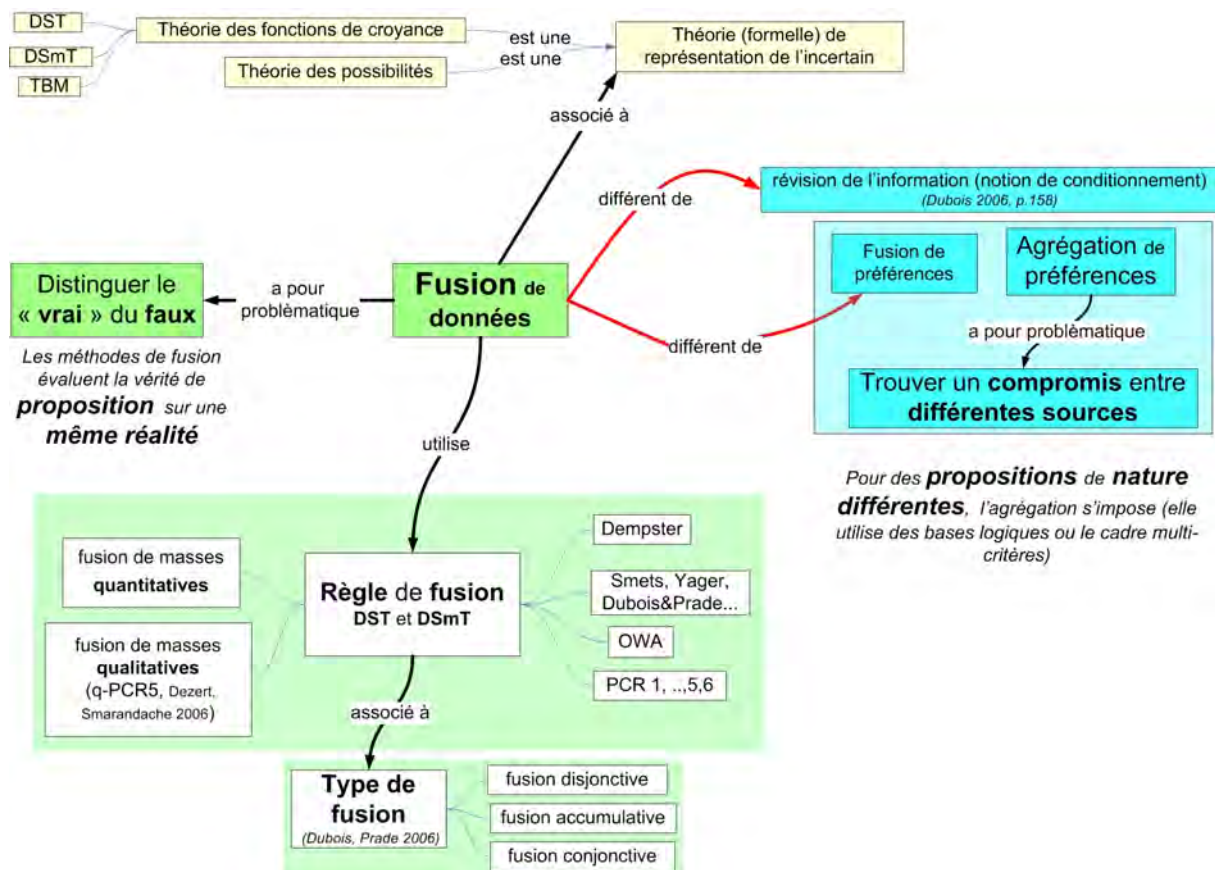 DST
DSmT
TBM
Théorie des fonctions de croyance
Théorie des possibilités
est une
est une
Théorie (formelle) de
représentation de l'incertain
associé à
différent de
révision de l'information (notion de conditionnement)
(Dubois 2006, p.158)
Fusion de
préférences
Agrégation de
préférences
a pour problématique
Trouver un compromis entre
différentes sources
Pour des propositions de nature
différentes, l'agrégation s'impose (elle
utilise des bases logiques ou le cadre multi-
critères)
différent de
Fusion de
données
a pour
problèmatique
Distinguer le
« vrai » du faux
Les méthodes de fusion
évaluent la vérité de
proposition sur une
même réalité
utilise
fusion de masses
quantitatives
fusion de masses
qualitatives
(q-PCR5, Dezert,
Smarandache 2006)
Règle de fusion
DST et DSmT
Dempster
Smets, Yager,
Dubois&Prade...
OWA
PCR 1, ..,5,6
associé à
Type de
fusion
(Dubois, Prade 2006)
fusion disjonctive
fusion accumulative
fusion conjonctive